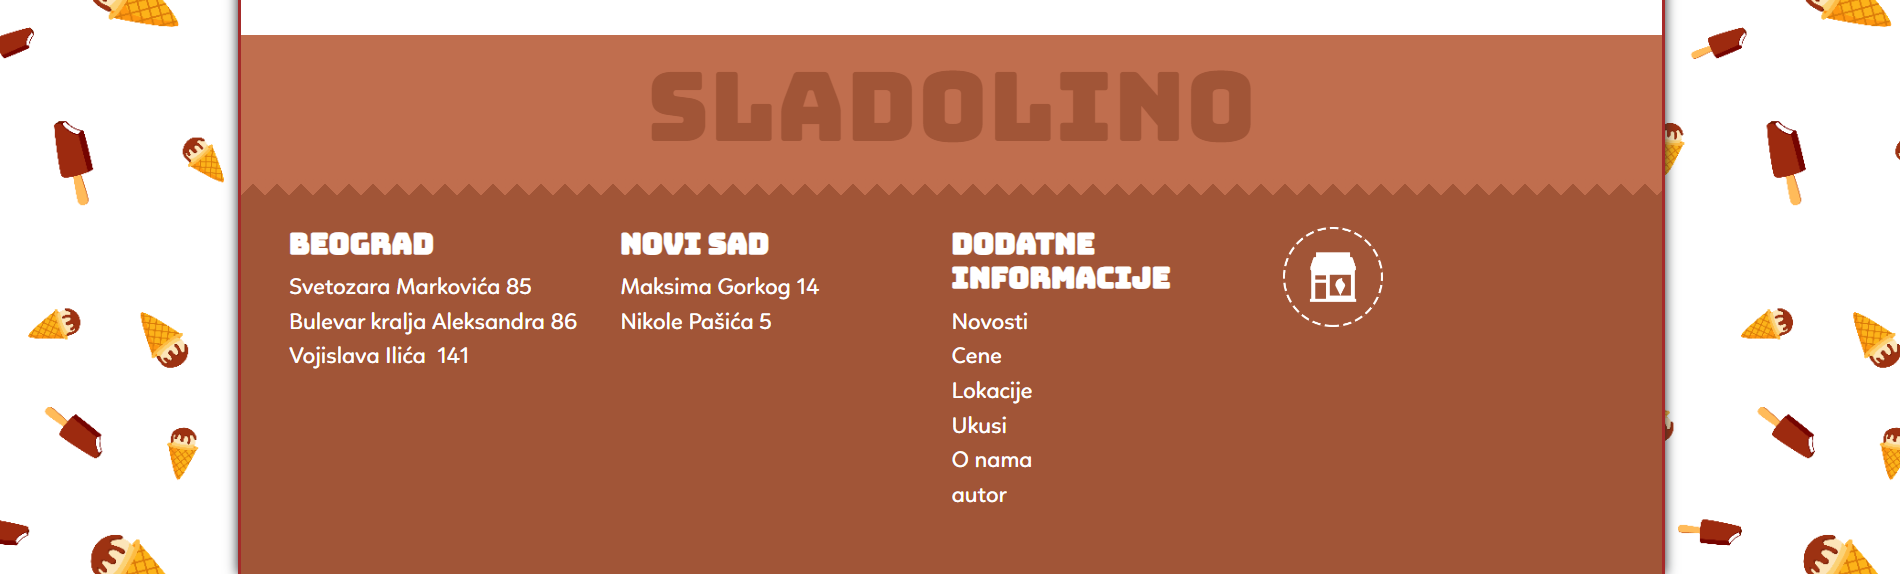 SLADOLINO
BEOGRAD
Svetozara Markovića 85
Bulevar kralja Aleksandra 86
Vojislava Ilića  141
NOVI SAD
Maksima Gorkog 14
Nikole Pašića 5
DODATNE
INFORMACIJE
Novosti
Cene
Lokacije
Ukusi
O nama
autor